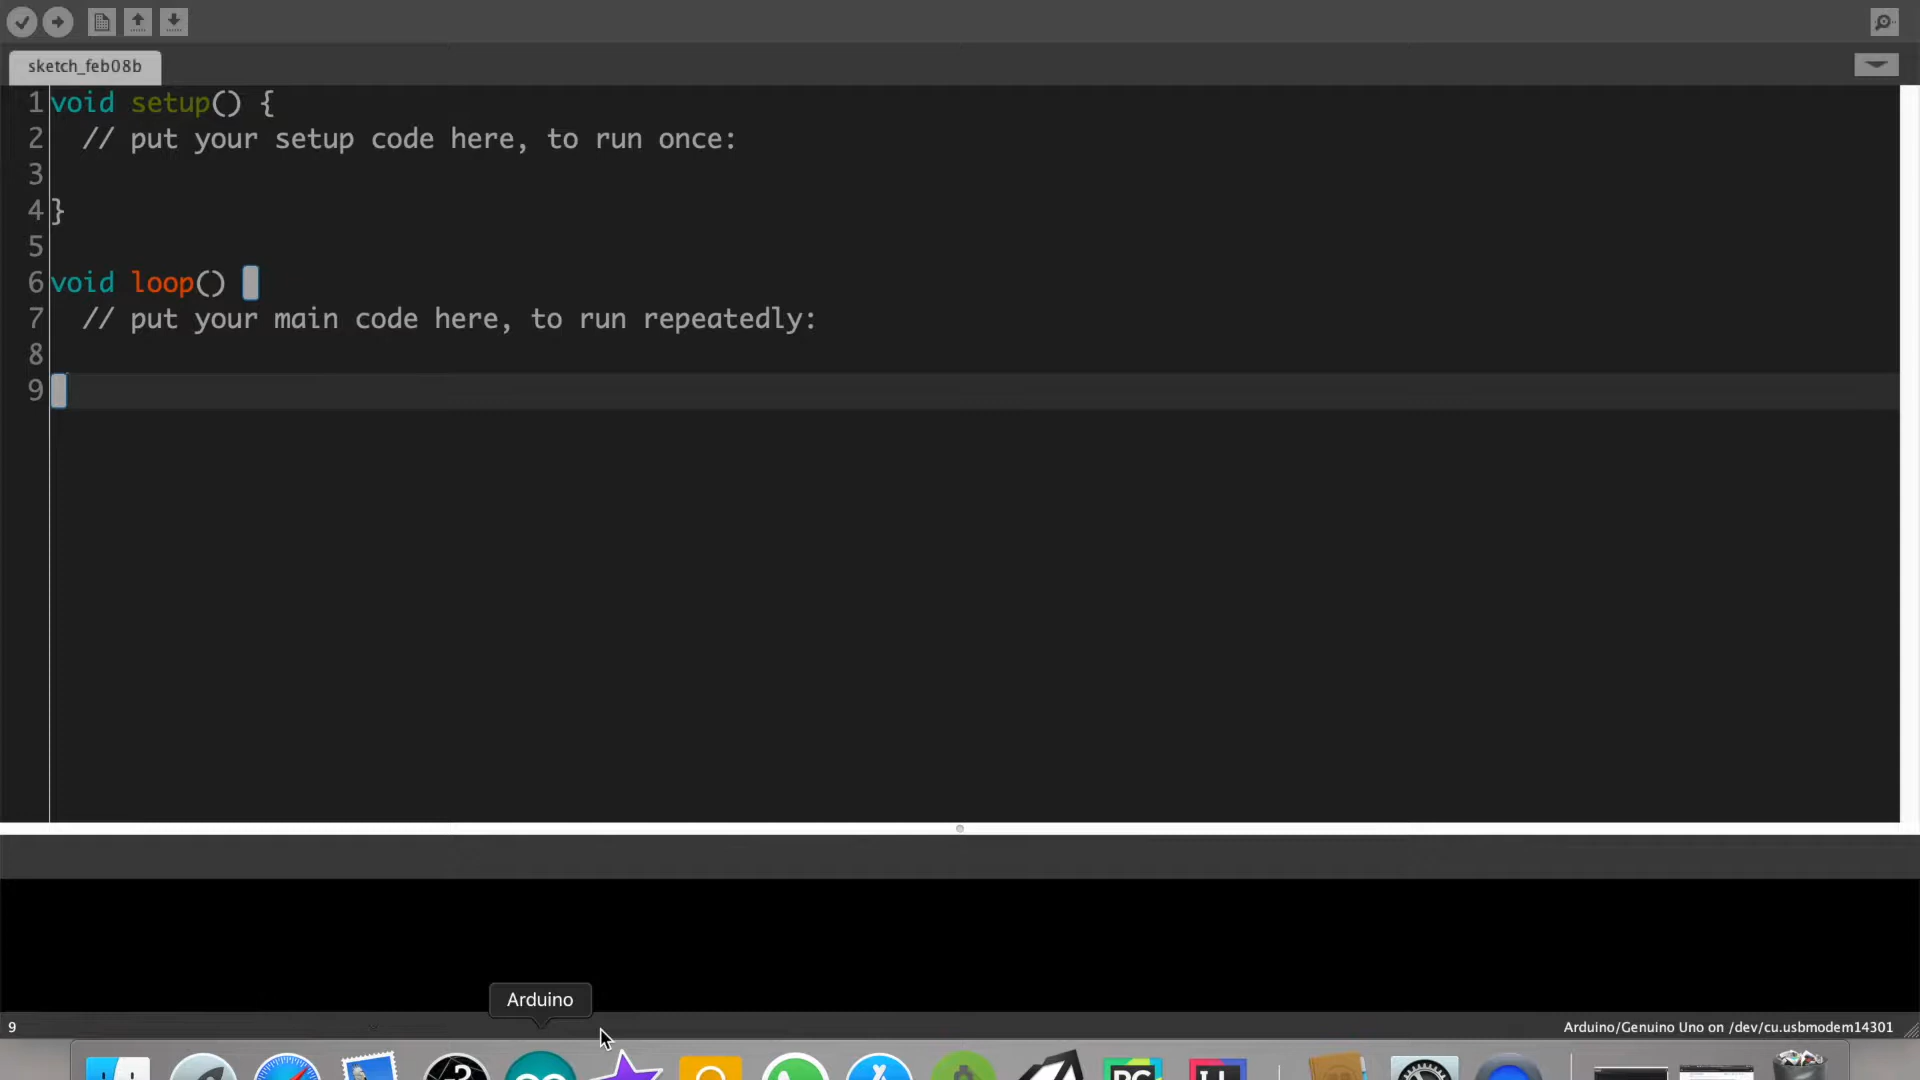 sketch_feb08b
1 void setup() {
2 // put your setup code here, to run once:
3
4 }
5
6 void loop()
7 // put your main code here, to run repeatedly:
8
9
Arduino
9 Arduino/Genuino Uno on /dev/cu.usbmodem14301
PC